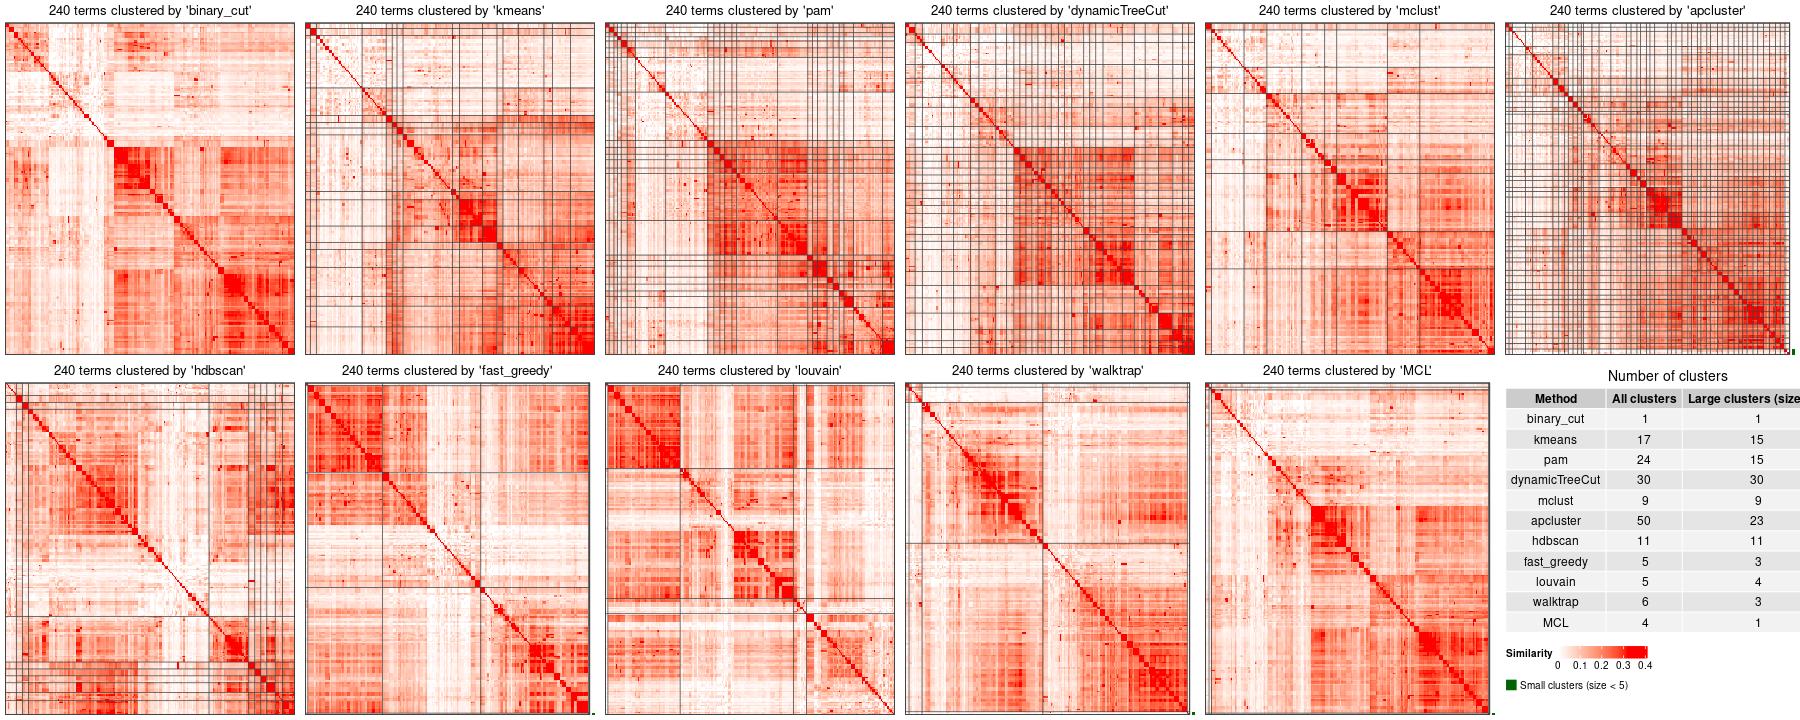 240 terms clustered by 'binary_cut'
240 terms clustered by 'kmeans'
240 terms clustered by 'pam'
240 terms clustered by 'dynamicTreeCut'
240 terms clustered by 'mclust'
240 terms clustered by 'apcluster'
240 terms clustered by 'hdbscan'
240 terms clustered by 'fast_greedy'
240 terms clustered by 'louvain'
240 terms clustered by 'walktrap'
240 terms clustered by 'MCL'
Number of clusters
Method All clusters Large clusters (size
binary_cut 1 1
kmeans 17 15
pam 24 15
dynamicTreeCut 30 30
mclust 9 9
apcluster 50 23
hdbscan 11 11
fast_greedy 5 3
louvain 5 4
walktrap 6 3
MCL 4 1
Similarity
0 0.1 0.2 0.3 0.4
Small clusters (size < 5)